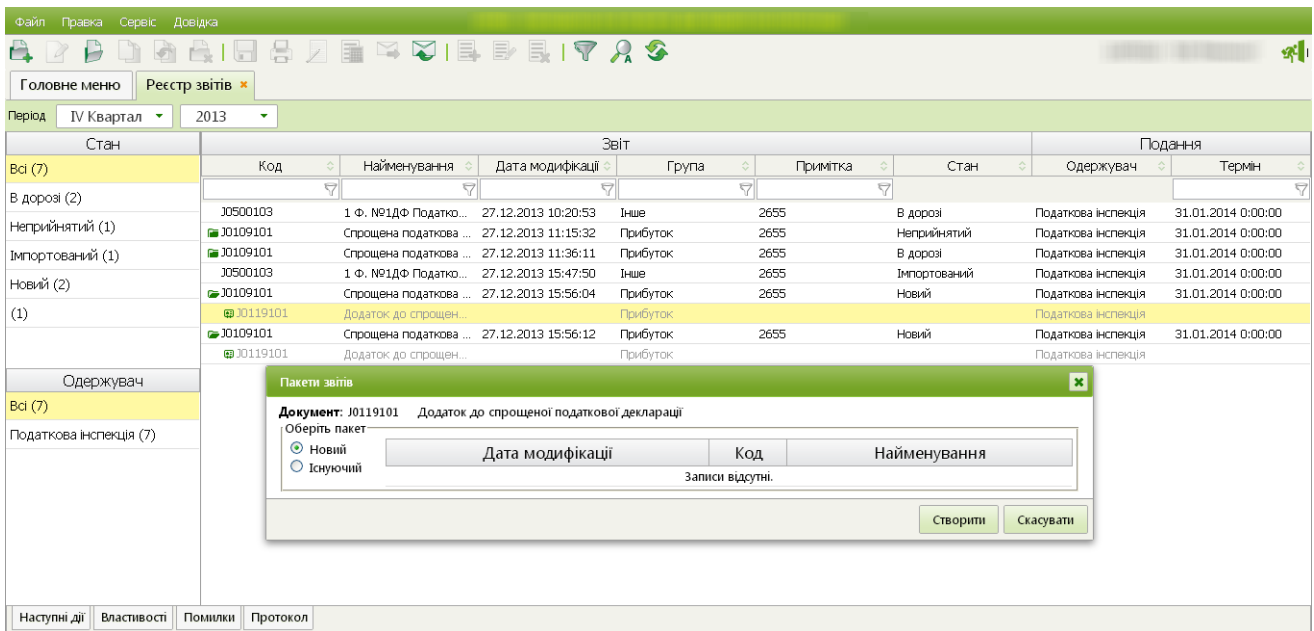 Файл Правка Сервіс Довідка
Головне меню Реєстр звітів
Період IV Квартал 2013
Стан Звіт Подання
Код Найменування Дата модифікації Група Примітка Стан Одержувач Термін
Всі (7)
В дорозі (2)
Неприйнятий (1)
Імпортований (1)
Новий (2)
(1)
J0500103 1 Ф. №1ДФ Податко... 27.12.2013 10:20:53 Інше 2655 В дорозі Податкова інспекція 31.01.2014 0:00:00
J0109101 Спрощена податкова ... 27.12.2013 11:15:32 Прибуток 2655 Неприйнятий Податкова інспекція 31.01.2014 0:00:00
J0109101 Спрощена податкова ... 27.12.2013 11:36:11 Прибуток 2655 В дорозі Податкова інспекція 31.01.2014 0:00:00
J0500103 1 Ф. №1ДФ Податко... 27.12.2013 15:47:50 Інше 2655 Імпортований Податкова інспекція 31.01.2014 0:00:00
J0109101 Спрощена податкова ... 27.12.2013 15:56:04 Прибуток 2655 Новий Податкова інспекція 31.01.2014 0:00:00
J0119101 Додаток до спрощен... Прибуток Податкова інспекція
J0109101 Спрощена податкова ... 27.12.2013 15:56:12 Прибуток 2655 Новий Податкова інспекція 31.01.2014 0:00:00
J0119101 Додаток до спрощен... Прибуток Податкова інспекція
Одержувач
Всі (7)
Податкова інспекція (7)
Пакети звітів
Документ: J0119101 Додаток до спрощеної податкової декларації
Оберіть пакет
Новий
Існуючий
Дата модифікації Код Найменування
Записи відсутні.
Створити Скасувати
Наступні дії Властивості Помилки Протокол